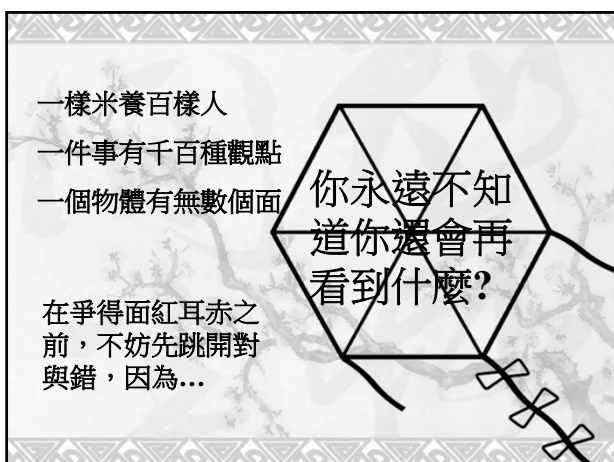 一樣米養百樣人
一件事有千百種觀點
一個物體有無數個面
在爭得面紅耳赤之
前，不妨先跳開對
與錯，因為...
你永遠不知
道你還會再
看到什麼?